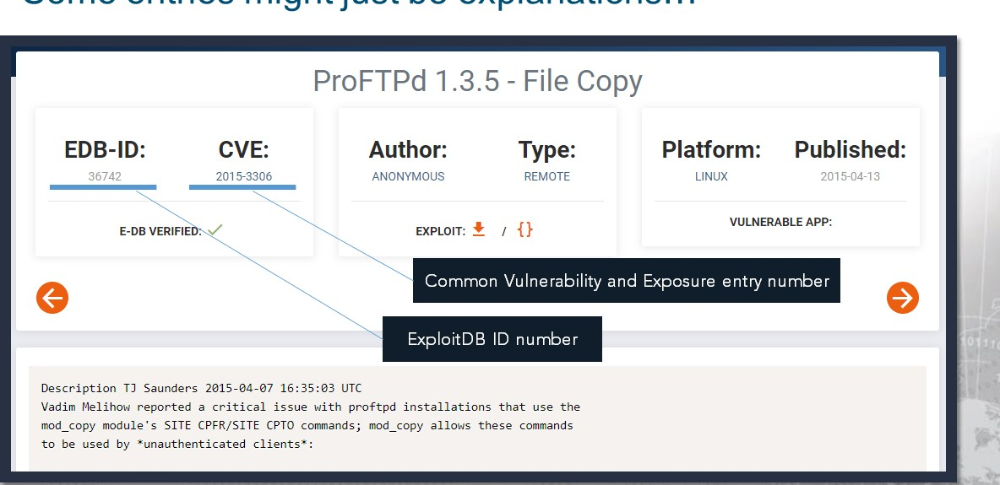 Some entries might just be explanations...
ProFTPd 1.3.5 - File Copy
EDB-ID:
36742
CVE:
2015-3306
E-DB VERIFIED:
Author:
ANONYMOUS
Type:
REMOTE
EXPLOIT: / {}
Platform:
LINUX
Published:
2015-04-13
VULNERABLE APP:
Common Vulnerability and Exposure entry number
ExploitDB ID number
Description TJ Saunders 2015-04-07 16:35:03 UTC
Vadim Melihow reported a critical issue with proftpd installations that use the
mod_copy module's SITE CPFR/SITE CPTO commands; mod_copy allows these commands
to be used by *unauthenticated clients*: